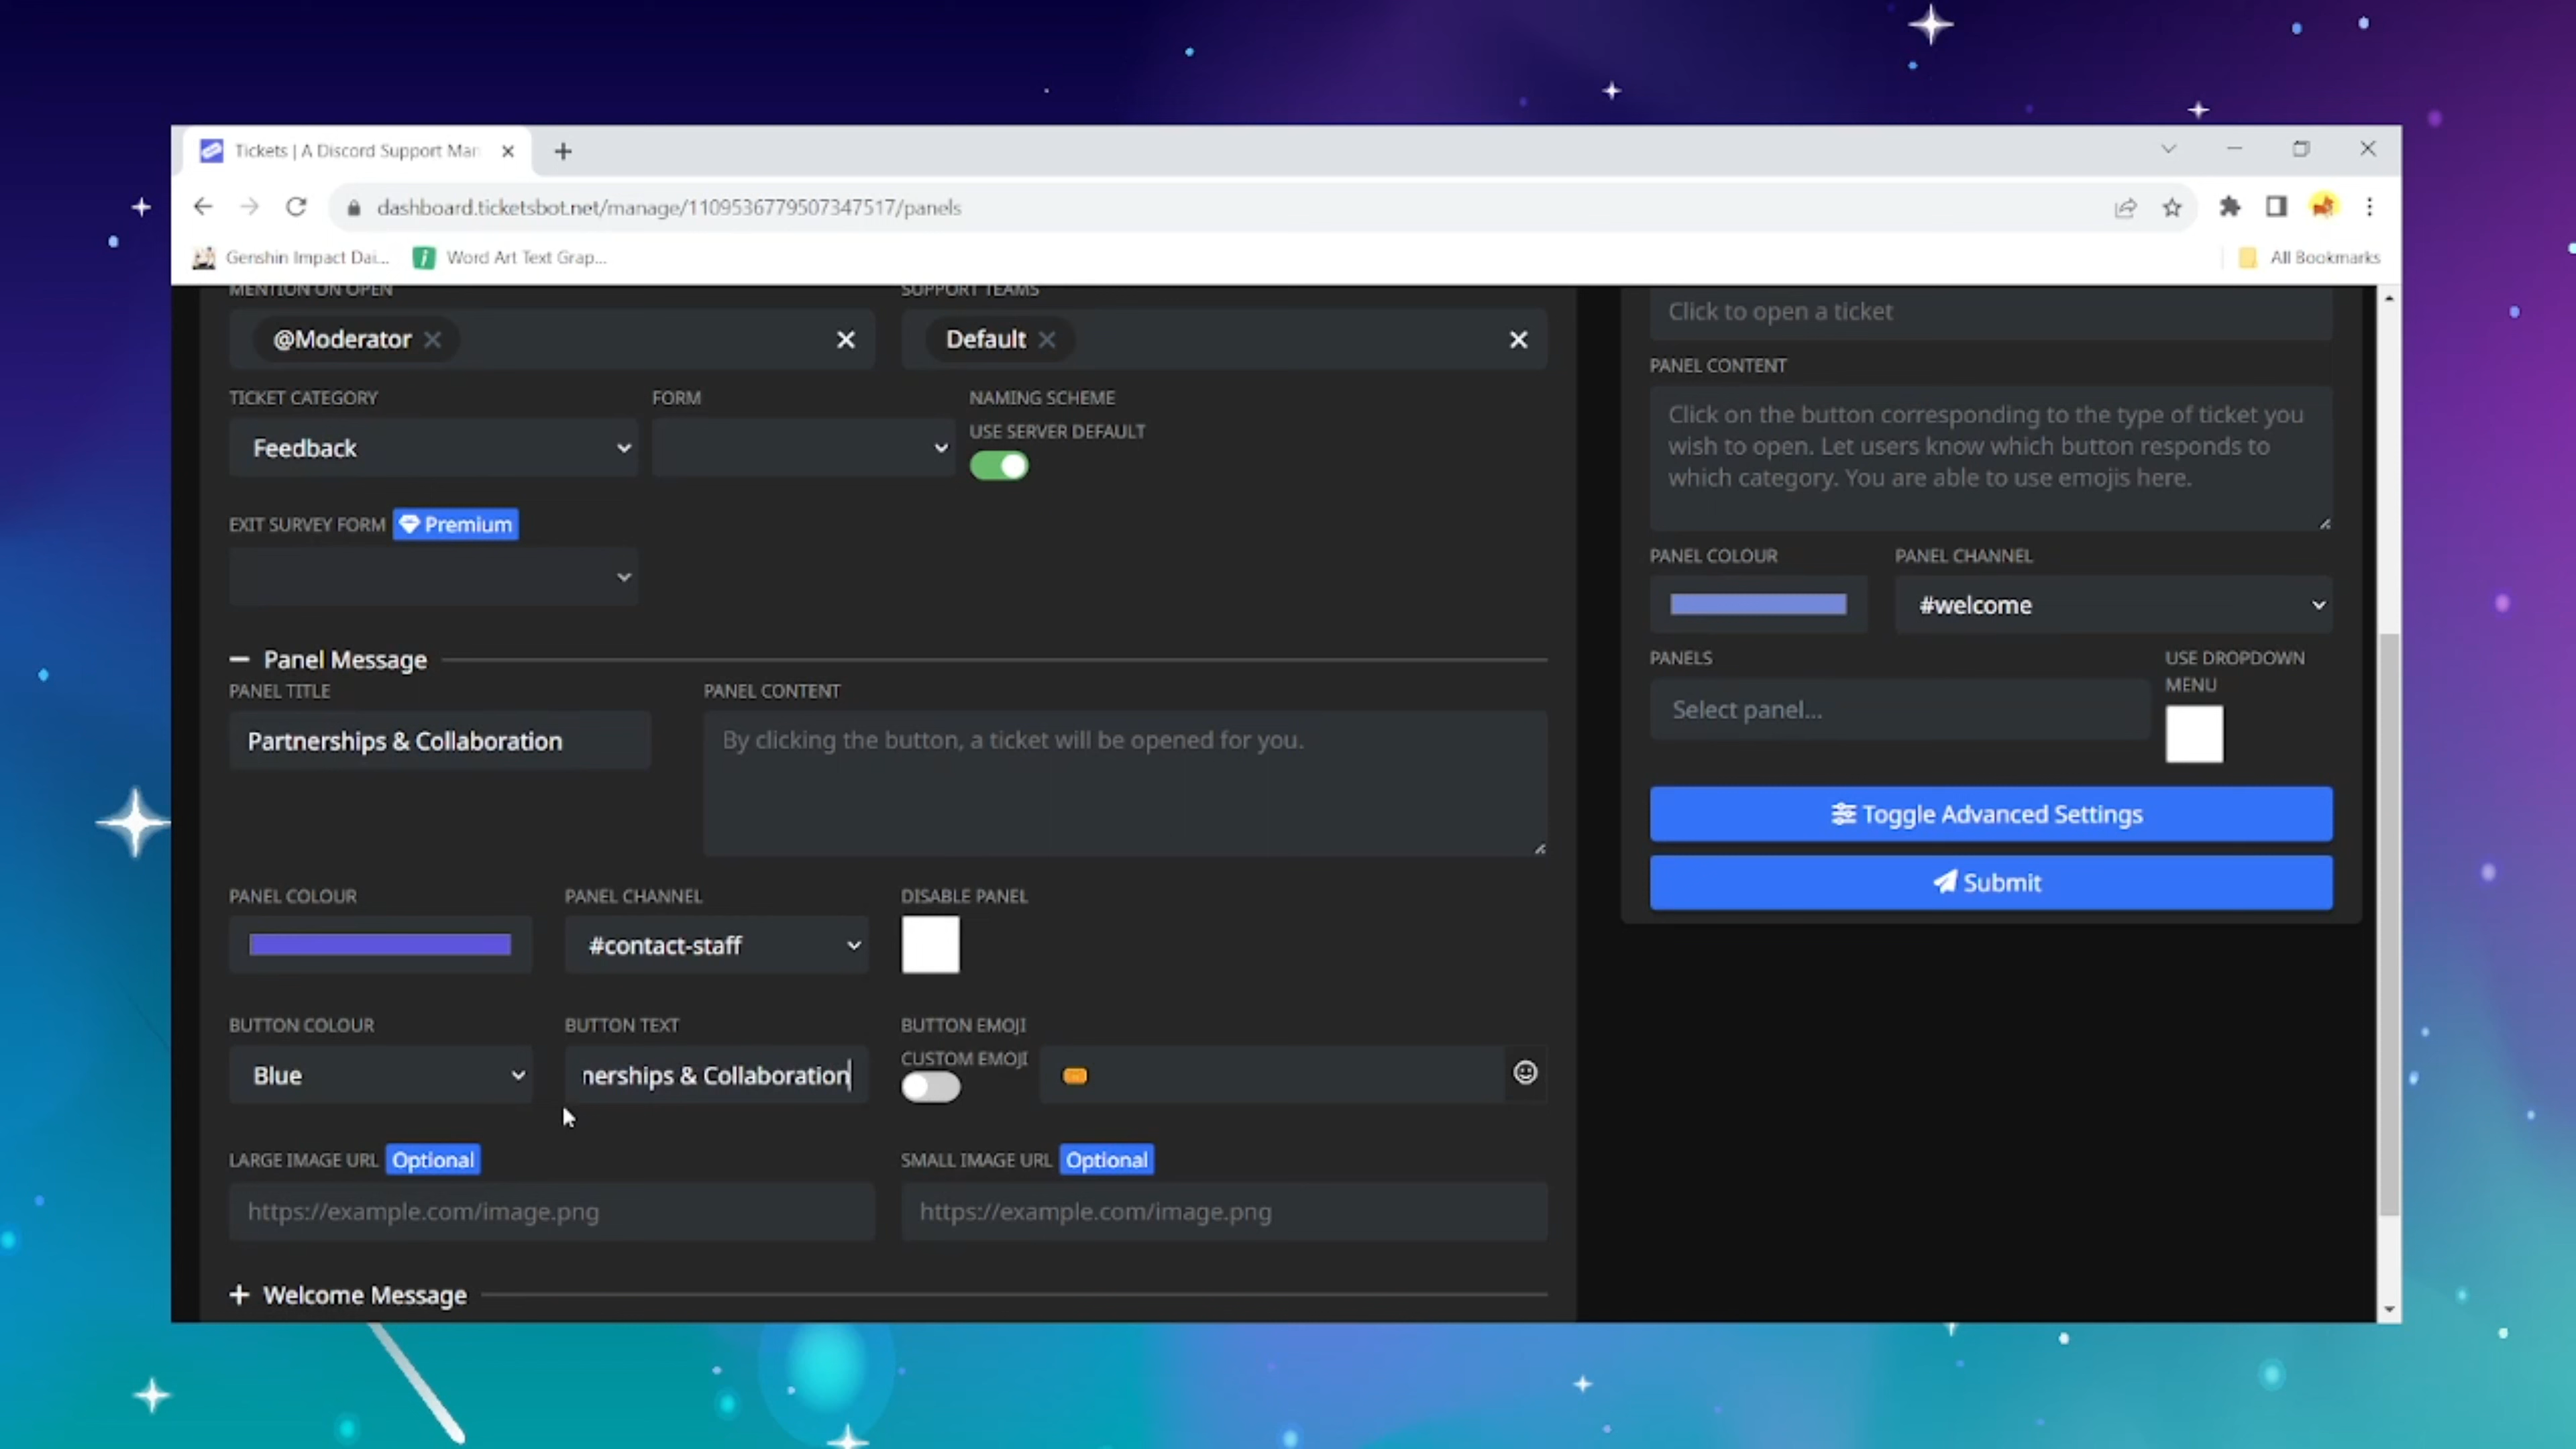 Tickets | A Discord Support Man
dashboard.ticketsbot.net/manage/1109536779507347517/panels
Genshin Impact Dai... Word Art Text Grap... All Bookmarks
MENTION ON OPEN
@Moderator
SUPPORT TEAMS
Default
TICKET CATEGORY
Feedback
FORM
NAMING SCHEME
USE SERVER DEFAULT
EXIT SURVEY FORM Premium
Panel Message
PANEL TITLE
Partnerships & Collaboration
PANEL CONTENT
By clicking the button, a ticket will be opened for you.
PANEL COLOUR
PANEL CHANNEL
#contact-staff
DISABLE PANEL
BUTTON COLOUR
Blue
BUTTON TEXT
nerships & Collaboration
BUTTON EMOJI
CUSTOM EMOJI
LARGE IMAGE URL Optional
https://example.com/image.png
SMALL IMAGE URL Optional
https://example.com/image.png
Welcome Message
Click to open a ticket
PANEL CONTENT
Click on the button corresponding to the type of ticket you
wish to open. Let users know which button responds to
which category. You are able to use emojis here.
PANEL COLOUR
PANEL CHANNEL
#welcome
PANELS
Select panel...
USE DROPDOWN
MENU
Toggle Advanced Settings
Submit